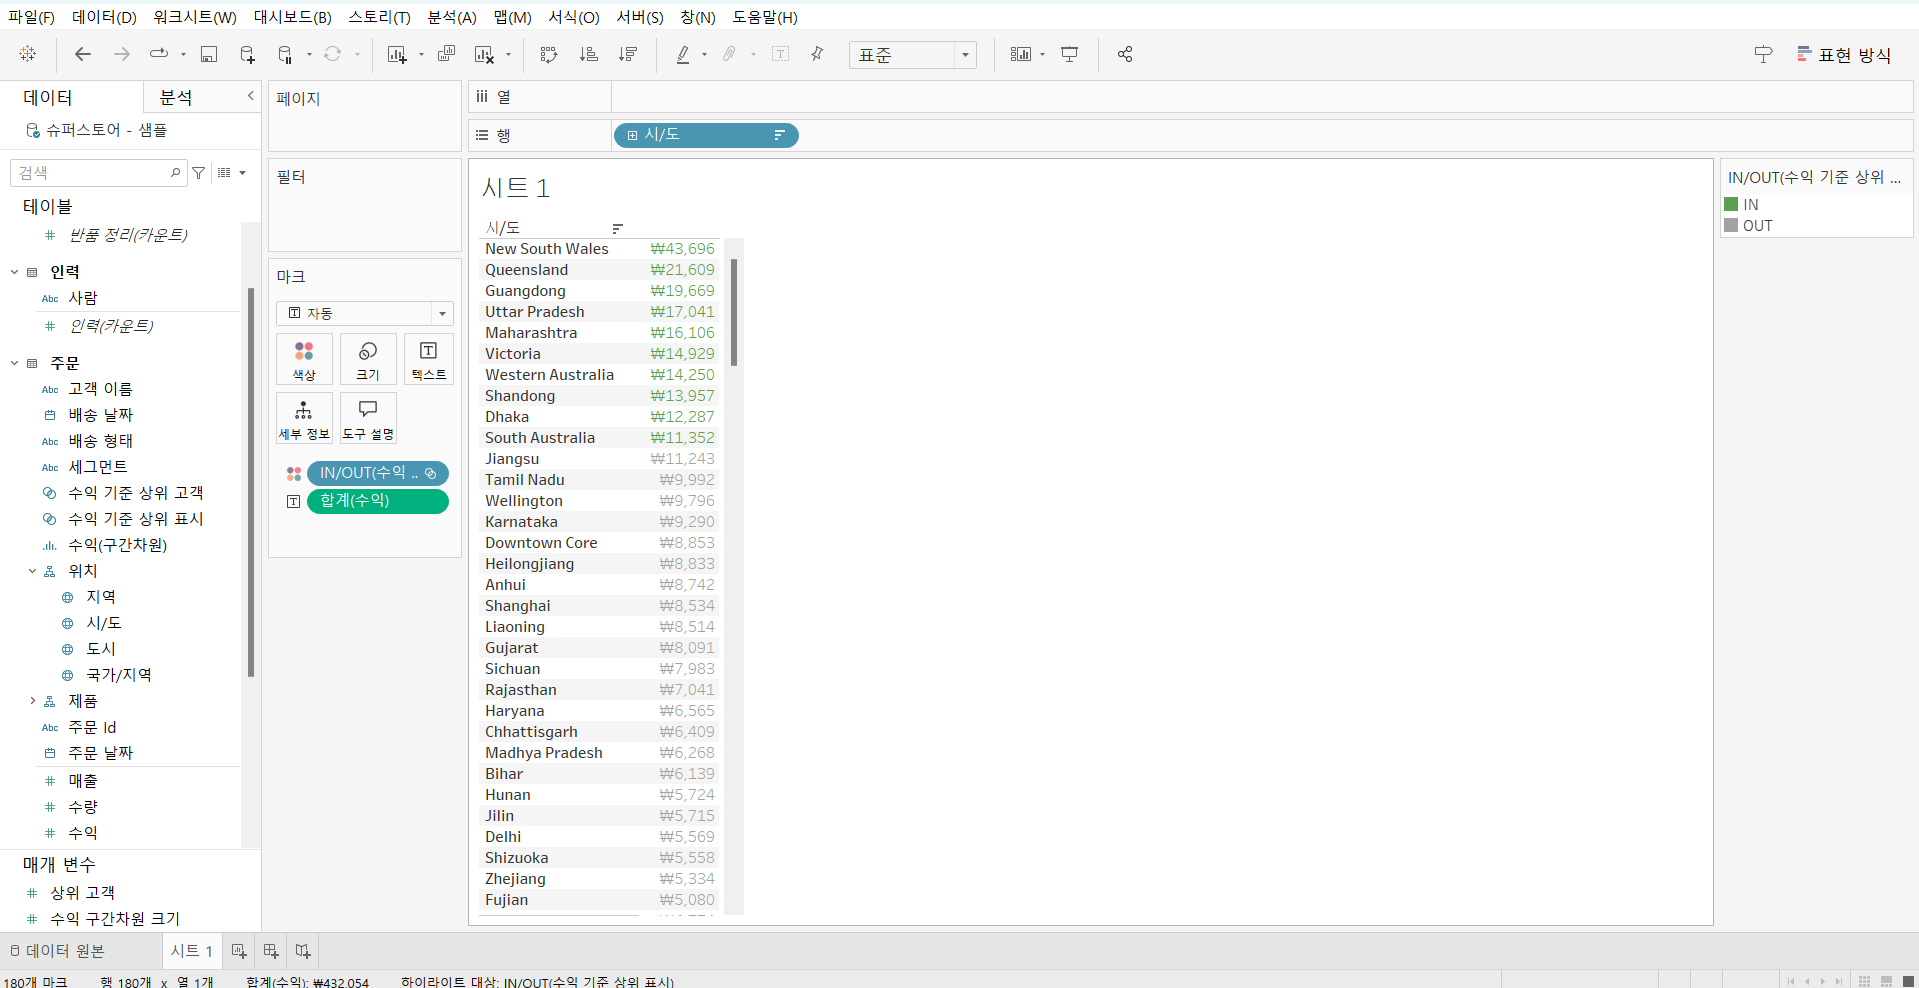 파일(F) 데이터(D) 워크시트(W) 대시보드(B) 스토리(T) 분석(A) 맵(M) 서식(O) 서버(S) 창(N) 도움말(H)
표준
표현 방식
데이터 분석
슈퍼스토어 - 샘플
검색
테이블
반품 정리(카운트)
인력
Abc 사람
인력(카운트)
주문
Abc 고객 이름
배송 날짜
Abc 배송 형태
Abc 세그먼트
수익 기준 상위 고객
수익 기준 상위 표시
수익(구간차원)
위치
지역
시/도
도시
국가/지역
제품
Abc 주문 Id
주문 날짜
매출
수량
수익
매개 변수
상위 고객
수익 구간차원 크기
페이지
필터
마크
자동
색상 크기 텍스트
세부 정보 도구 설명
IN/OUT(수익 ..
합계(수익)
열
행 시/도
시트 1
시/도
New South Wales ₩43,696
Queensland ₩21,609
Guangdong ₩19,669
Uttar Pradesh ₩17,041
Maharashtra ₩16,106
Victoria ₩14,929
Western Australia ₩14,250
Shandong ₩13,957
Dhaka ₩12,287
South Australia ₩11,352
Jiangsu ₩11,243
Tamil Nadu ₩9,992
Wellington ₩9,796
Karnataka ₩9,290
Downtown Core ₩8,853
Heilongjiang ₩8,833
Anhui ₩8,742
Shanghai ₩8,534
Liaoning ₩8,514
Gujarat ₩8,091
Sichuan ₩7,983
Rajasthan ₩7,041
Haryana ₩6,565
Chhattisgarh ₩6,409
Madhya Pradesh ₩6,268
Bihar ₩6,139
Hunan ₩5,724
Jilin ₩5,715
Delhi ₩5,569
Shizuoka ₩5,558
Zhejiang ₩5,334
Fujian ₩5,080
IN/OUT(수익 기준 상위 ...
IN
OUT
데이터 원본 시트 1
180개 마크 행 180개 x 열 1개 합계(수익): ₩432,054 하이라이트 대상: IN/OUT(수익 기준 상위 표시)